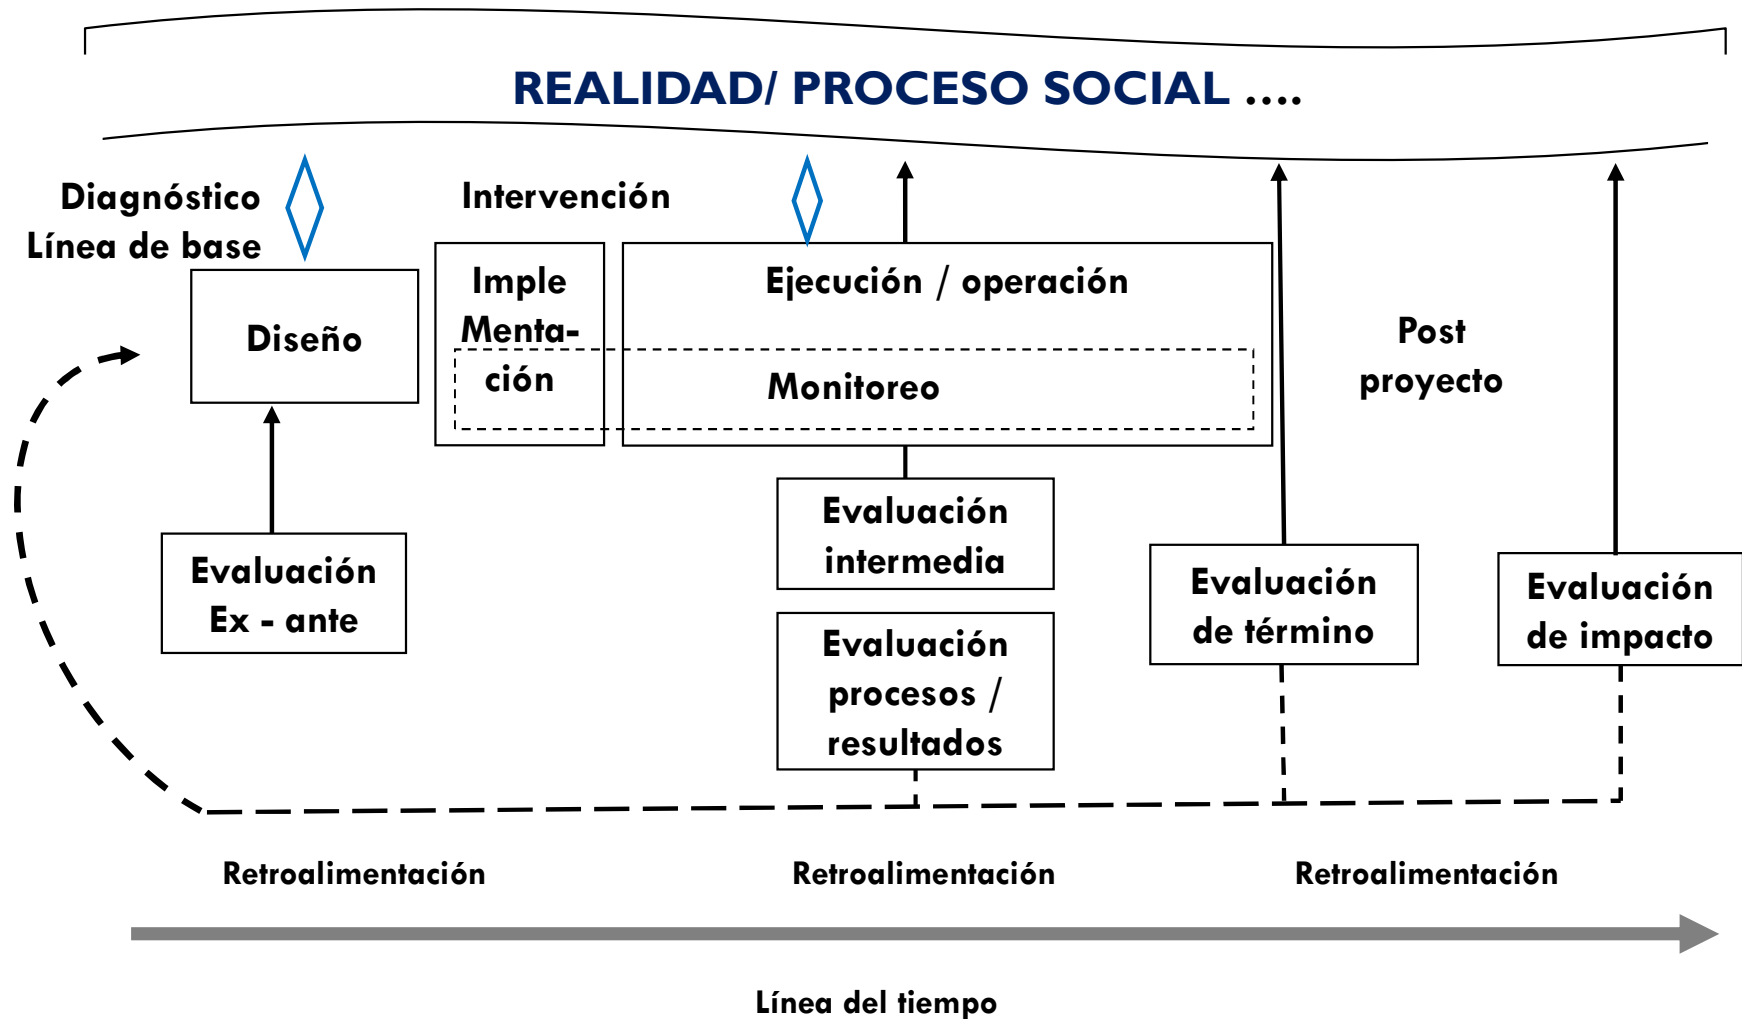 REALIDAD/ PROCESO SOCIAL ....
Diagnóstico
Línea de base
Intervención
Diseño
Imple
Menta-
ción
Ejecución / operación
Monitoreo
Post
proyecto
Evaluación
Ex - ante
Evaluación
intermedia
Evaluación
procesos /
resultados
Evaluación
de término
Evaluación
de impacto
Retroalimentación
Retroalimentación
Retroalimentación
Línea del tiempo